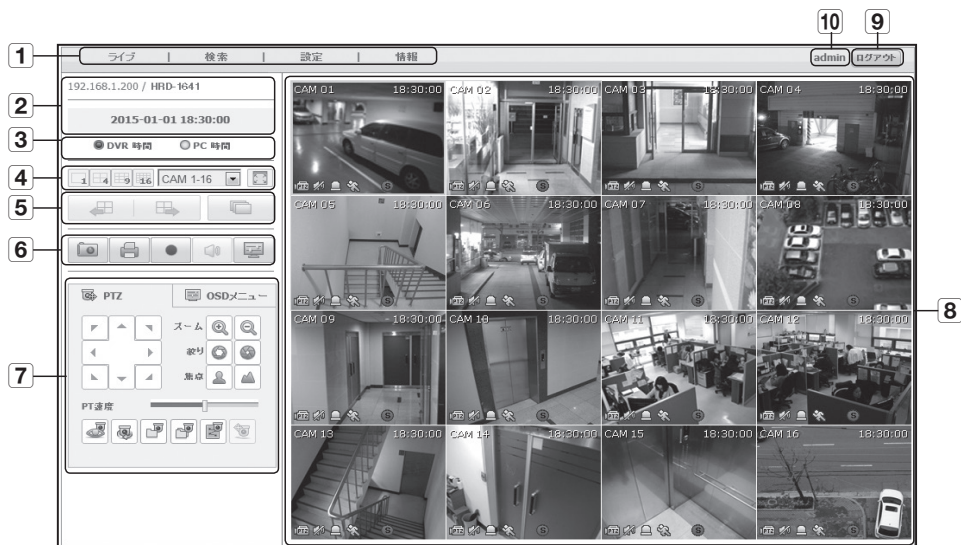 10 9
1 ライブ | 検索 | 設定 | 情報 admin ログアウト
2 192.168.1.200 / HRD-1641
2015-01-01 18:30:00
3 DVR 時間 PC 時間
4 1 4 9 16 CAM 1-16
5
6
7 PTZ OSDメニュー
ズーム
絞り
焦点
PT速度
8
CAM 01 18:30:00 CAM 02 18:30:00 CAM 03 18:30:00 CAM 04 18:30:00
S S S S
CAM 05 18:30:00 CAM 06 18:30:00 CAM 07 18:30:00 CAM 08 18:30:00
S S S S
CAM 09 18:30:00 CAM 10 18:30:00 CAM 11 18:30:00 CAM 12 18:30:00
S S S S
CAM 13 18:30:00 CAM 14 18:30:00 CAM 15 18:30:00 CAM 16 18:30:00
S S S S